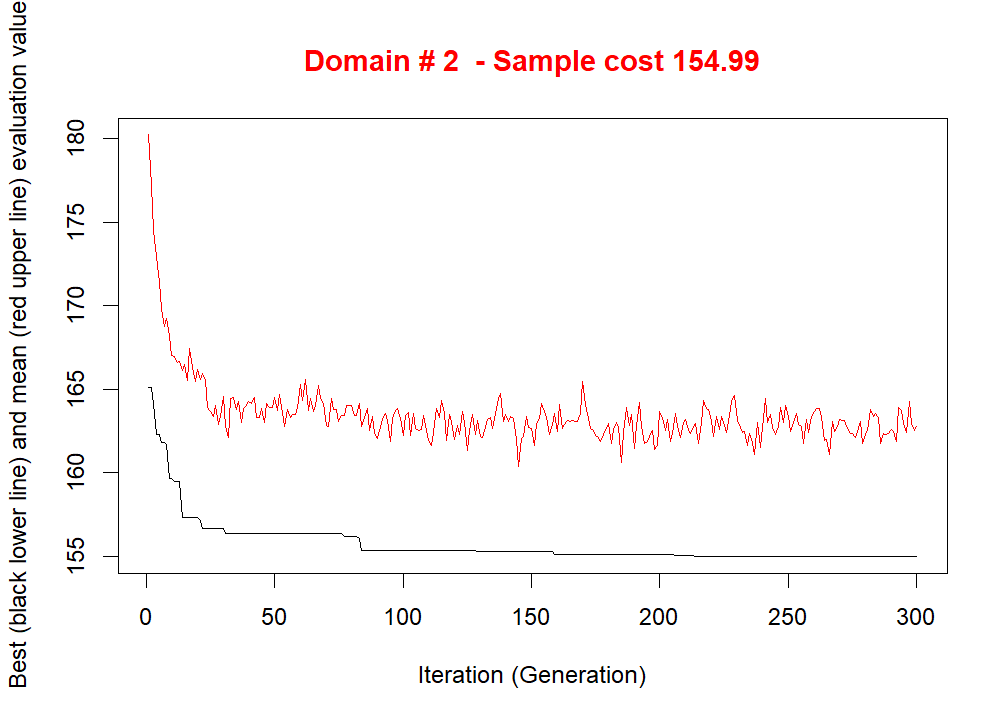 Domain # 2  - Sample cost 154.99
Best (black lower line) and mean (red upper line) evaluation value
180
175
170
165
160
155
0 50 100 150 200 250 300
Iteration (Generation)